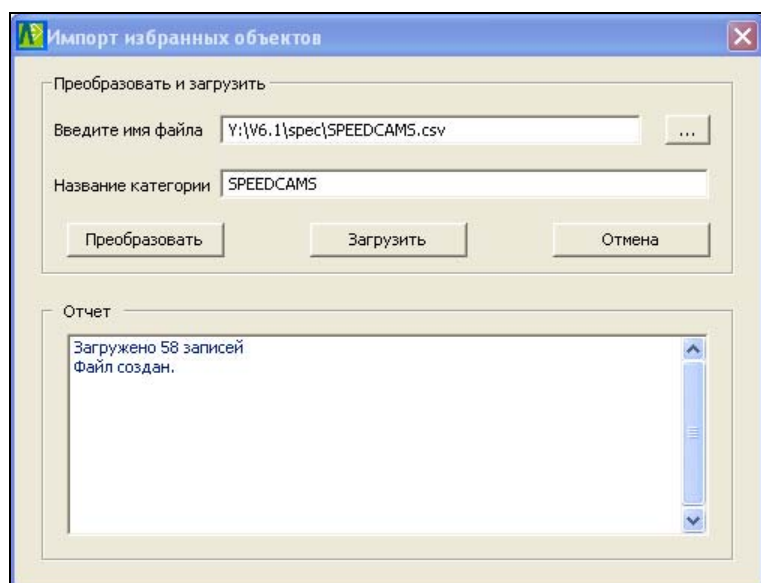 Импорт избранных объектов
Преобразовать и загрузить
Введите имя файла Y:\V6.1\spec\SPEEDCAMS.csv ...
Название категории SPEEDCAMS
Преобразовать Загрузить Отмена
Отчет
Загружено 58 записей
Файл создан.